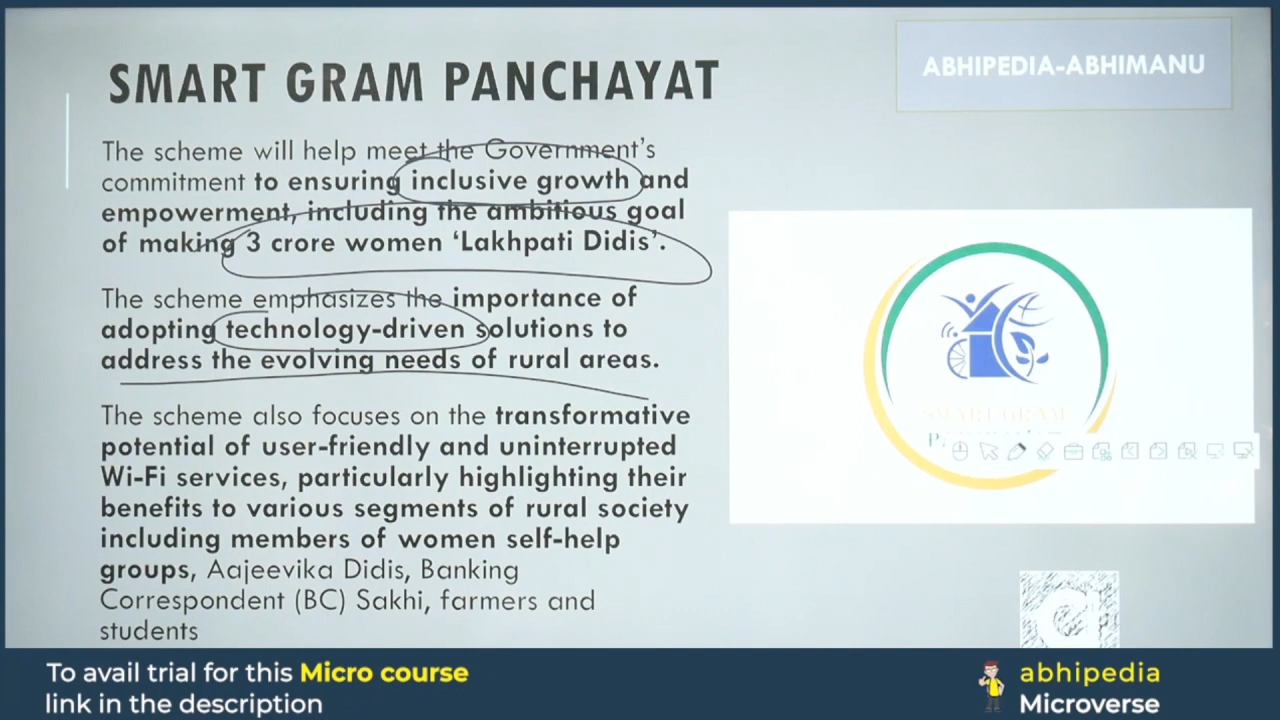 SMART GRAM PANCHAYAT
ABHIPEDIA-ABHIMANU
The scheme will help meet the Government's
commitment to ensuring inclusive growth and
empowerment, including the ambitious goal
of making 3 crore women ‘Lakhpati Didis’.
The scheme emphasizes the importance of
adopting technology-driven solutions to
address the evolving needs of rural areas.
The scheme also focuses on the transformative
potential of user-friendly and uninterrupted
Wi-Fi services, particularly highlighting their
benefits to various segments of rural society
including members of women self-help
groups, Aajeevika Didis, Banking
Correspondent (BC) Sakhi, farmers and
students
SMART GRAM
To avail trial for this Micro course
link in the description
abhipedia
Microverse